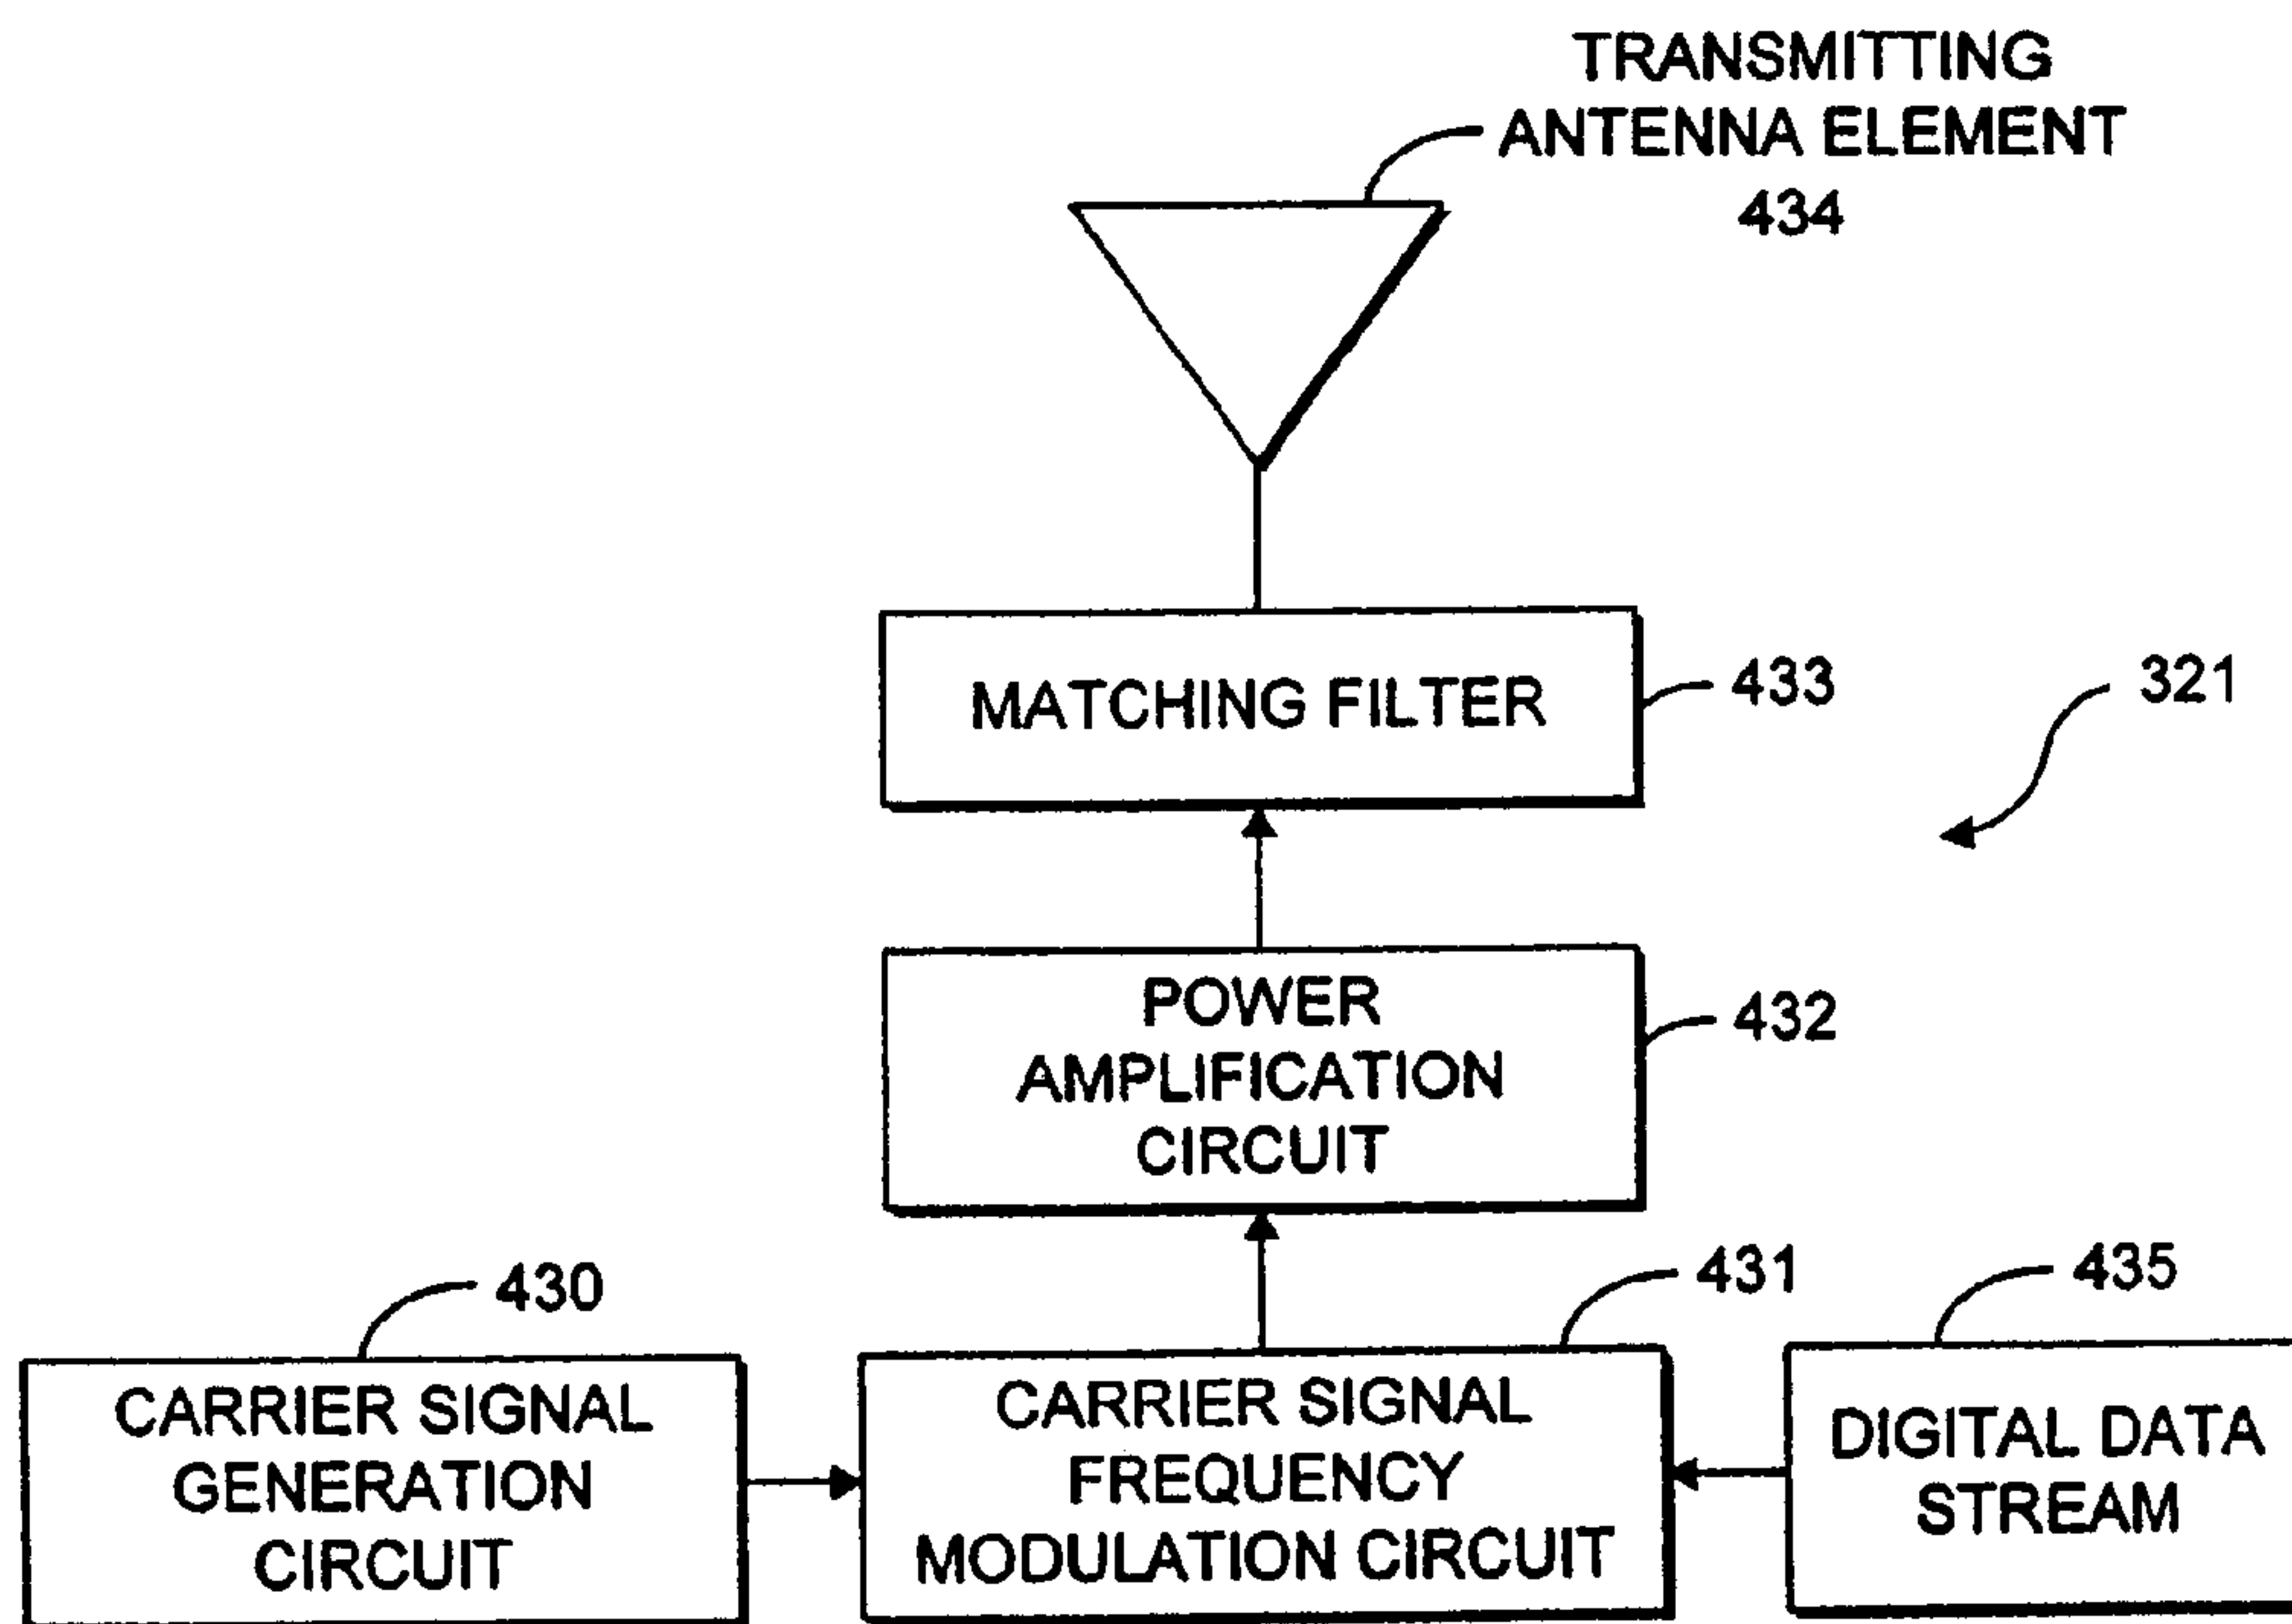 TRANSMITTING
ANTENNA ELEMENT
434
MATCHING FILTER
433
321
POWER
AMPLIFICATION
CIRCUIT
432
430
431
435
CARRIER SIGNAL
GENERATION
CIRCUIT
CARRIER SIGNAL
FREQUENCY
MODULATION CIRCUIT
DIGITAL DATA
STREAM